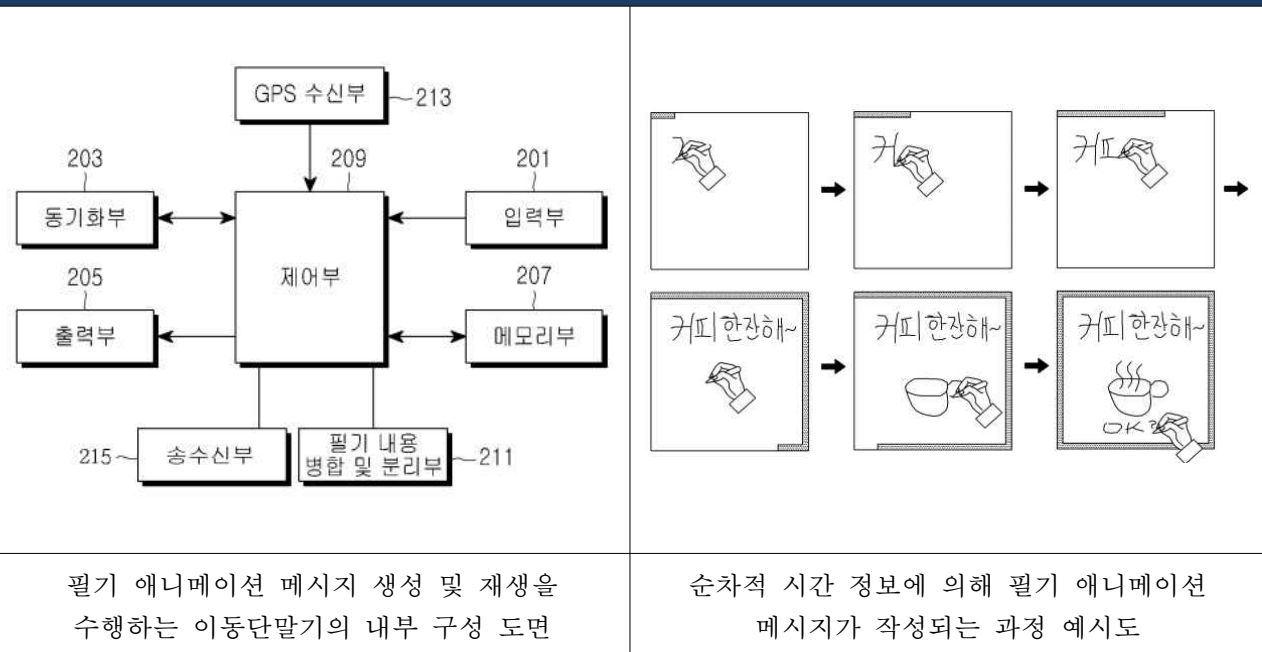 GPS 수신부
213
203
209
201
동기화부
입력부
제어부
205
207
출력부
메모리부
215
송수신부
필기 내용
병합 및 분리부
211
커
커피
커피 한잔해~
커피 한잔해~
커피 한잔해~
필기 애니메이션 메시지 생성 및 재생을
수행하는 이동단말기의 내부 구성 도면
순차적 시간 정보에 의해 필기 애니메이션
메시지가 작성되는 과정 예시도